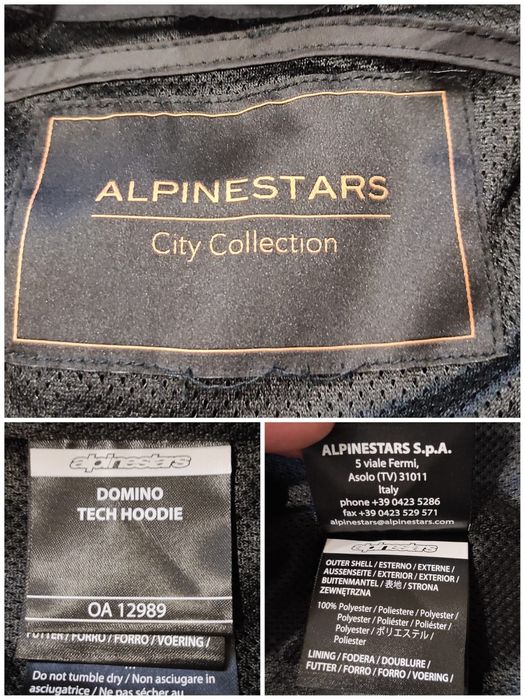 ALPINESTARS
City Collection
alpinestars
DOMINO
TECH HOODIE
OA 12989
FUTTER / FORRO / FORRO / VOERING /
Do not tumble dry / Non asciugare in
asciugatrice / Ne pas sécher au
ALPINESTARS S.p.A.
5 viale Fermi,
Asolo (TV) 31011
Italy
phone +39 0423 5286
fax +39 0423 529 571
alpinestars@alpinestars.com
alpinestars
OUTER SHELL / ESTERNO / EXTERNE /
AUSSENSEITE / EXTERIOR / EXTERIOR /
BUITENMANTEL / 表地 / STRONA
ZEWNĘTRZNA
100% Polyester / Poliestere / Polyester /
Polyester / Poliéster / Poliéster /
Polyester / ポリエステル /
Poliester
LINING / FODERA / DOUBLURE /
FUTTER / FORRO / FORRO / VOERING /